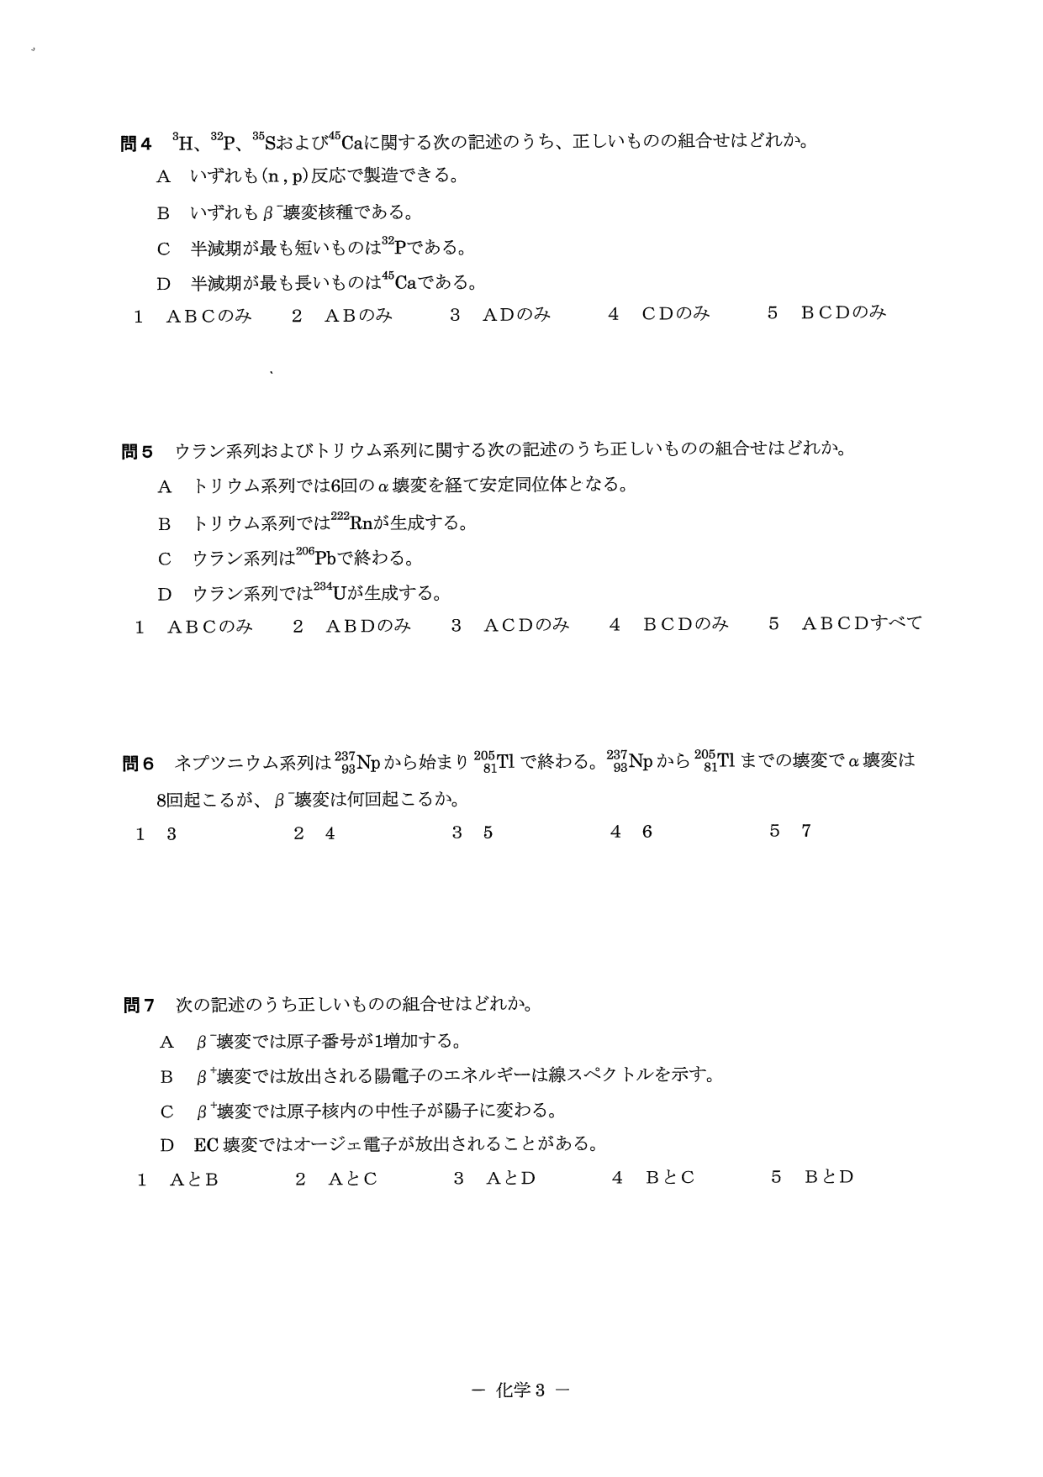 問4 ³H、³²P、³⁵Sおよび⁴⁵Caに関する次の記述のうち、正しいものの組合せはどれか。
A いずれも(n , p)反応で製造できる。
B いずれもβ⁻壊変核種である。
C 半減期が最も短いものは³²Pである。
D 半減期が最も長いものは⁴⁵Caである。
1 ABCのみ 2 ABのみ 3 ADのみ 4 CDのみ 5 BCDのみ
問5 ウラン系列およびトリウム系列に関する次の記述のうち正しいものの組合せはどれか。
A トリウム系列では6回のα壊変を経て安定同位体となる。
B トリウム系列では²²²Rnが生成する。
C ウラン系列は²⁰⁶Pbで終わる。
D ウラン系列では²³⁴Uが生成する。
1 ABCのみ 2 ABDのみ 3 ACDのみ 4 BCDのみ 5 ABCDすべて
問6 ネプツニウム系列は²³⁷₉₃Npから始まり²⁰⁵₈₁Tlで終わる。²³⁷₉₃Npから²⁰⁵₈₁Tlまでの壊変でα壊変は
8回起こるが、β⁻壊変は何回起こるか。
1 3 2 4 3 5 4 6 5 7
問7 次の記述のうち正しいものの組合せはどれか。
A β⁻壊変では原子番号が1増加する。
B β⁺壊変では放出される陽電子のエネルギーは線スペクトルを示す。
C β⁺壊変では原子核内の中性子が陽子に変わる。
D EC壊変ではオージェ電子が放出されることがある。
1 AとB 2 AとC 3 AとD 4 BとC 5 BとD
－ 化学3 －